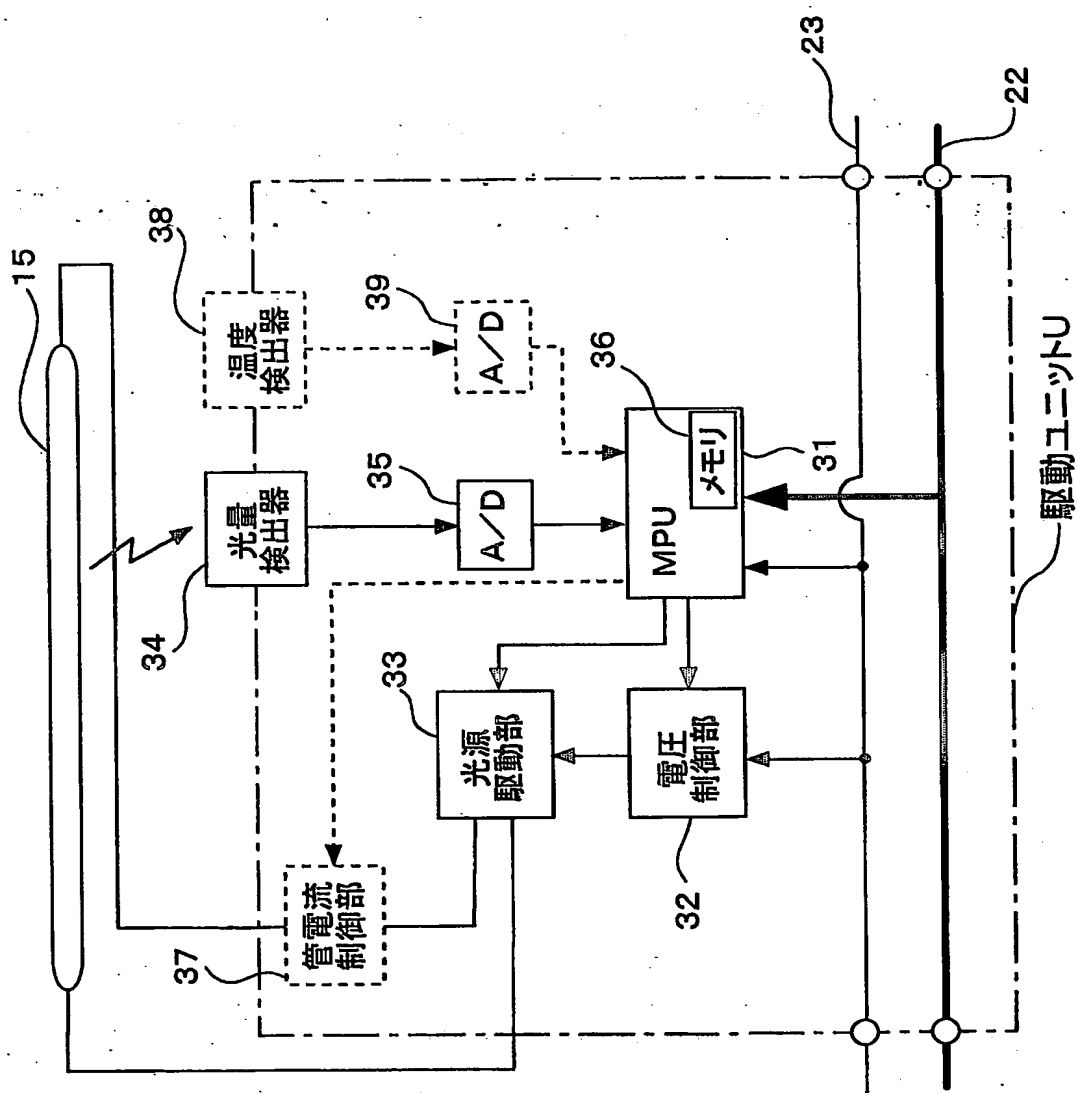 15
38
温度
検出器
39
A/D
34
光量
検出器
35
A/D
MPU
36
メモリ
31
33
光源
駆動部
電圧
制御部
32
37
管電流
制御部
23
22
駆動ユニットU